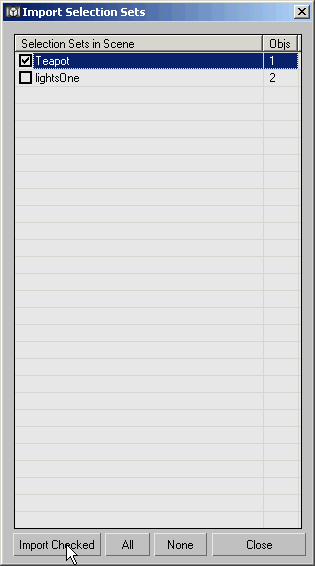 Import Selection Sets
Selection Sets in Scene Objs
Teapot 1
lightsOne 2
Import Checked All None Close